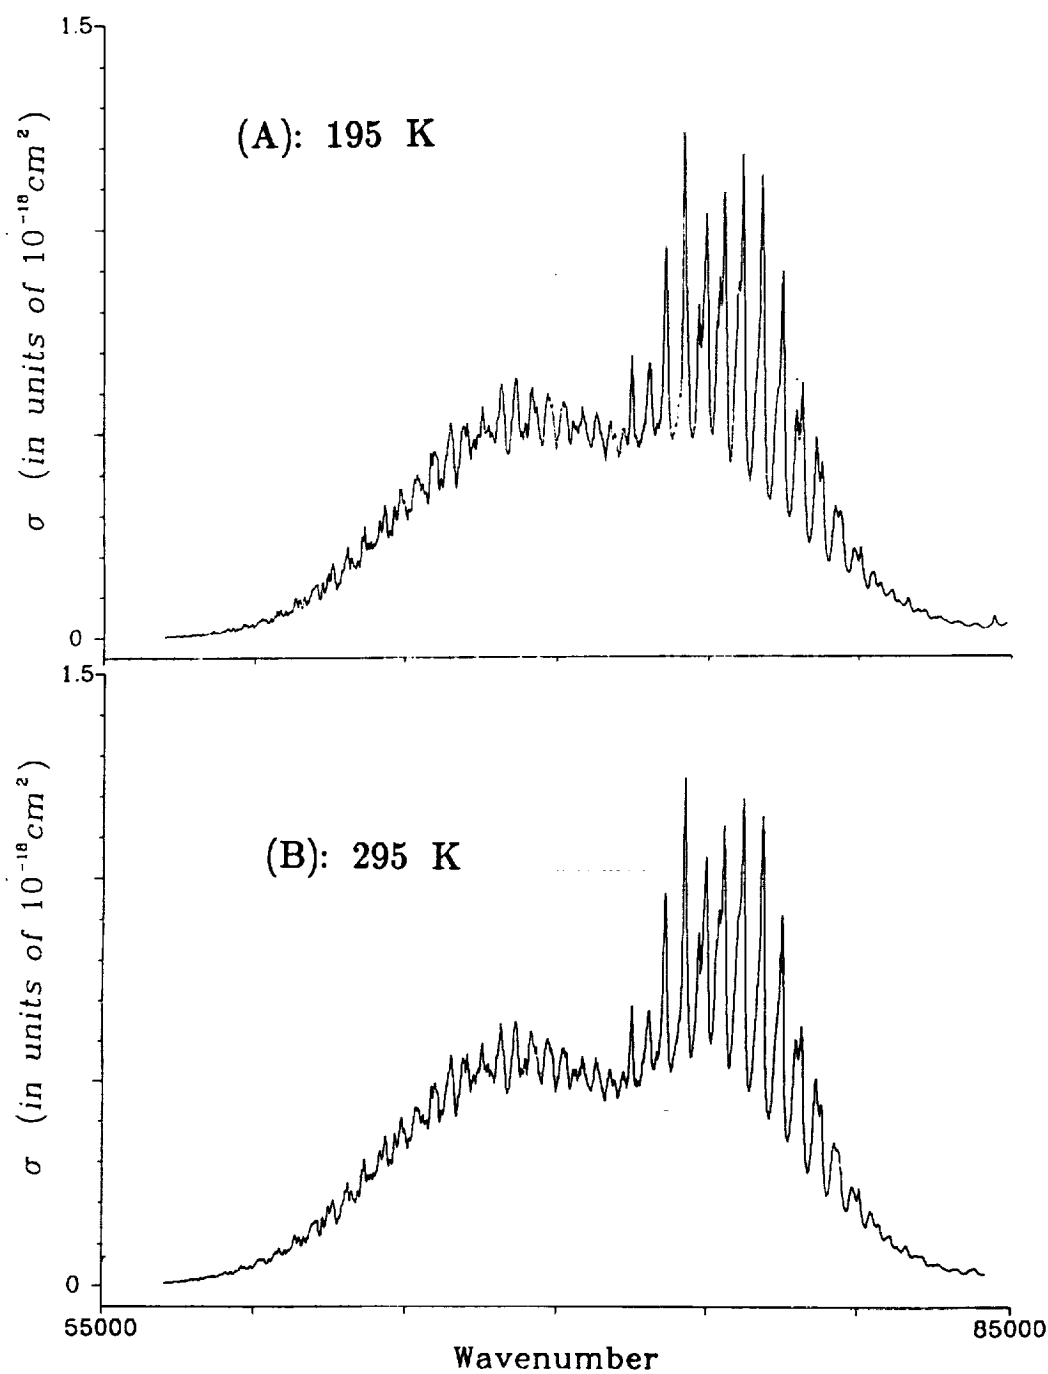 1.5
(A): 195 K
σ (in units of 10⁻¹⁸cm²)
0
1.5
(B): 295 K
σ (in units of 10⁻¹⁸cm²)
0
55000
85000
Wavenumber